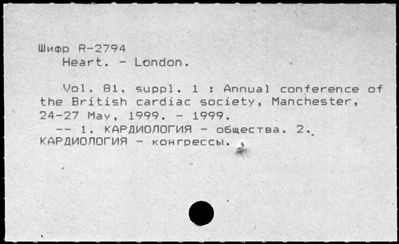 Шифр R-2794
Heart. - London.
Vol. 81, suppl. 1 : Annual conference of
the British cardiac society, Manchester,
24-27 May, 1999. - 1999.
-- 1. КАРДИОЛОГИЯ - общества. 2.
КАРДИОЛОГИЯ - конгрессы.